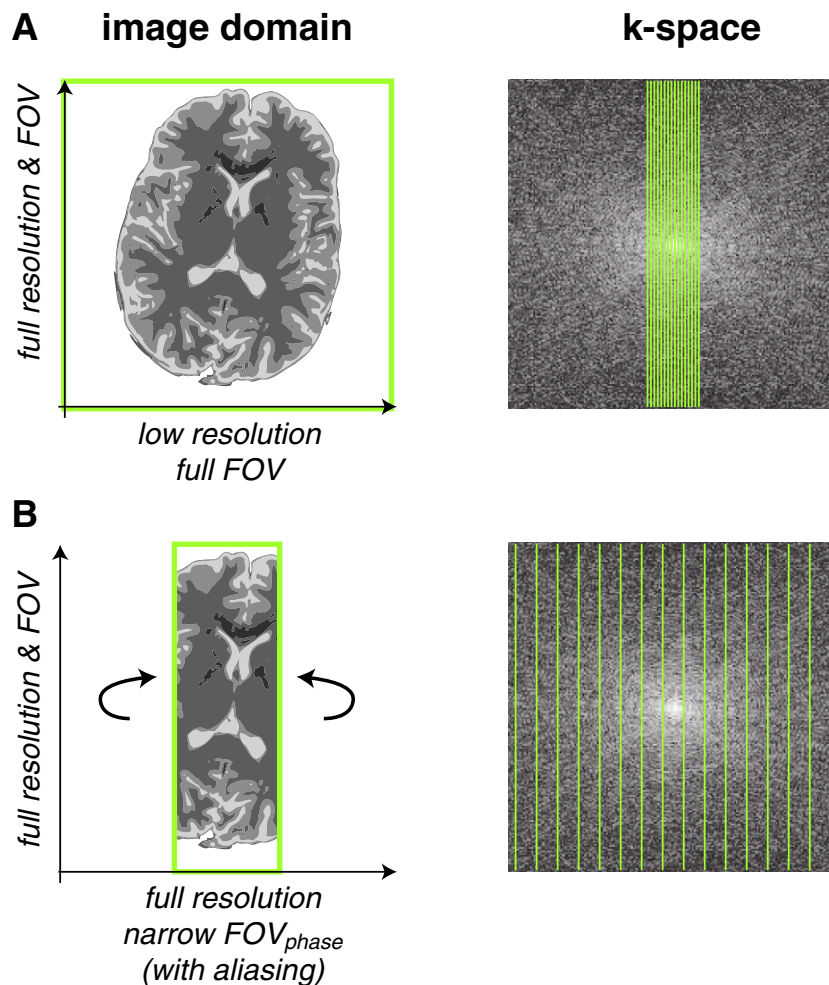 A
image domain
k-space
full resolution & FOV
low resolution
full FOV
B
full resolution & FOV
full resolution
narrow FOVphase
(with aliasing)